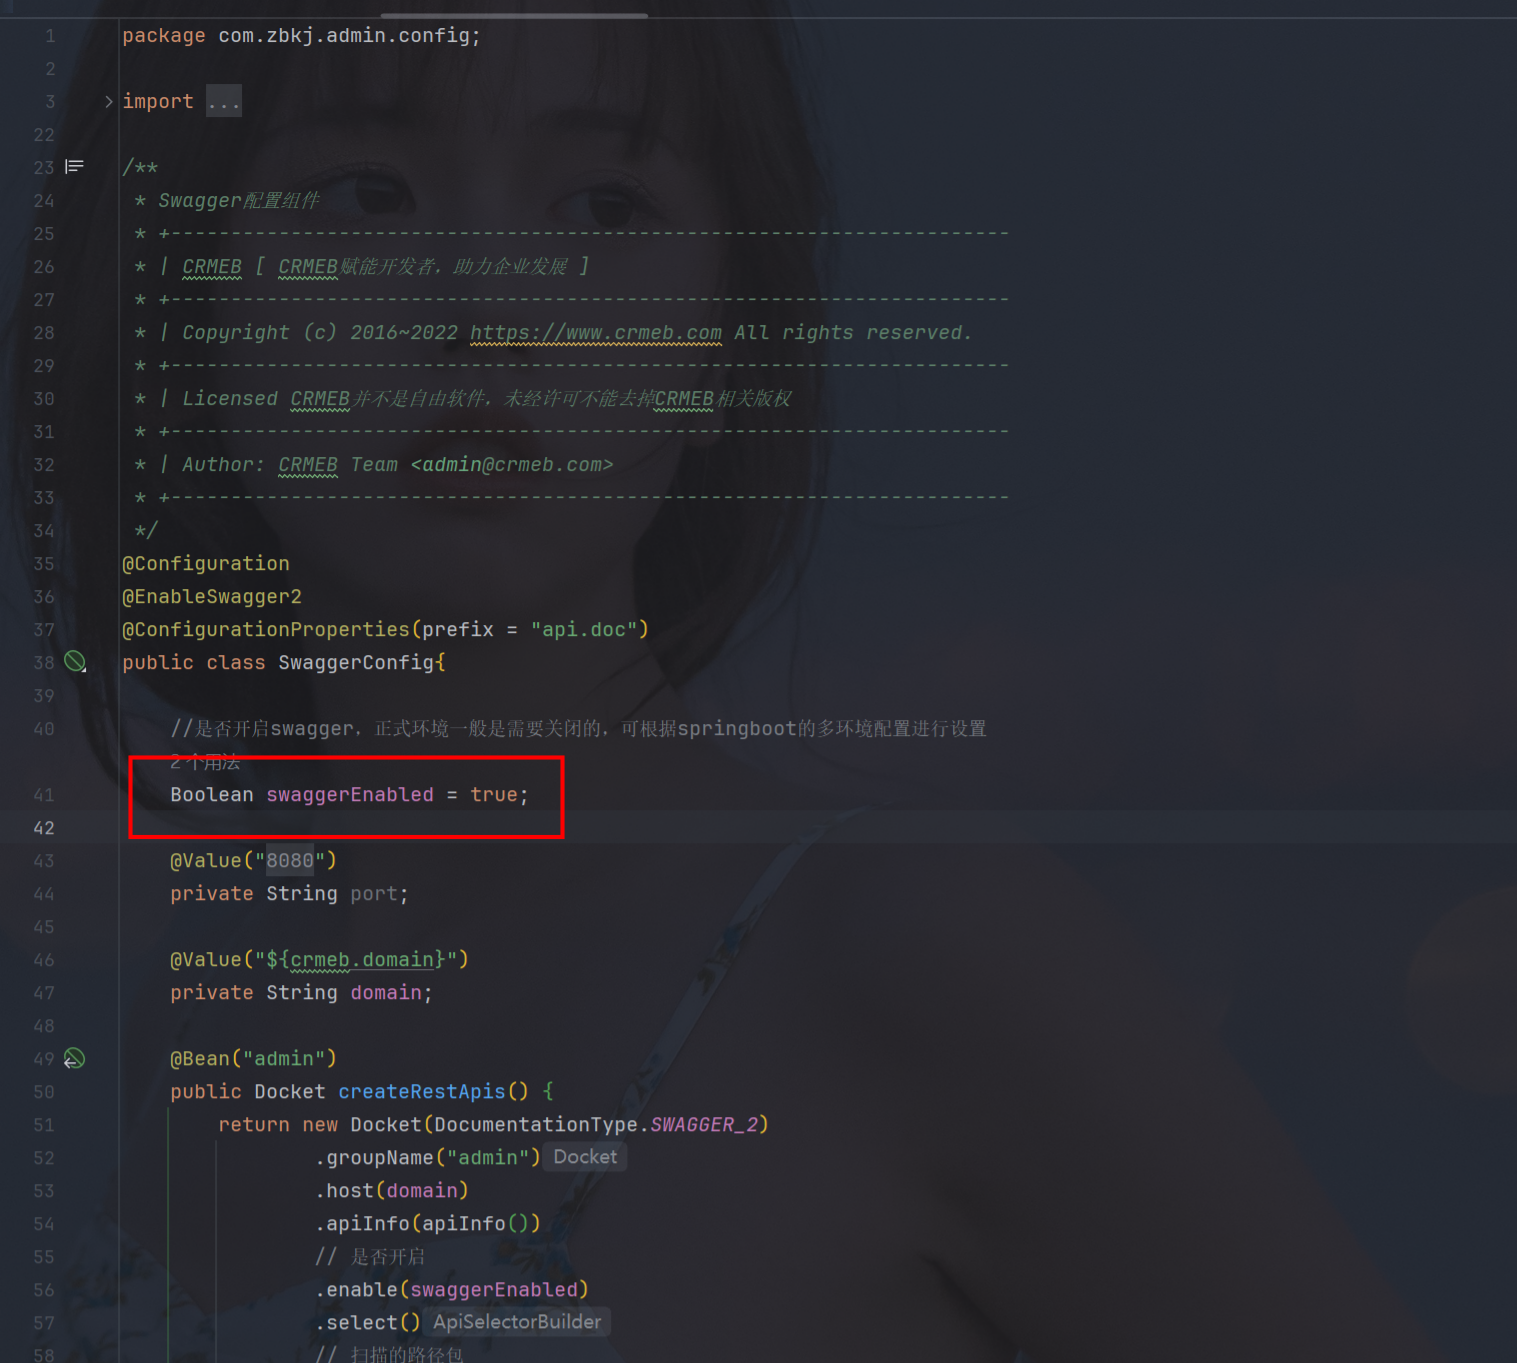 1 package com.zbkj.admin.config;
2
3 import ...
22
23 /**
24 * Swagger配置组件
25 * +----------------------------------------------------------------------
26 * | CRMEB [ CRMEB赋能开发者，助力企业发展 ]
27 * +----------------------------------------------------------------------
28 * | Copyright (c) 2016~2022 https://www.crmeb.com All rights reserved.
29 * +----------------------------------------------------------------------
30 * | Licensed CRMEB并不是自由软件，未经许可不能去掉CRMEB相关版权
31 * +----------------------------------------------------------------------
32 * | Author: CRMEB Team <admin@crmeb.com>
33 * +----------------------------------------------------------------------
34 */
35 @Configuration
36 @EnableSwagger2
37 @ConfigurationProperties(prefix = "api.doc")
38 public class SwaggerConfig{
39
40 //是否开启swagger，正式环境一般是需要关闭的，可根据springboot的多环境配置进行设置
2 个用法
41 Boolean swaggerEnabled = true;
42
43 @Value("8080")
44 private String port;
45
46 @Value("${crmeb.domain}")
47 private String domain;
48
49 @Bean("admin")
50 public Docket createRestApis() {
51 return new Docket(DocumentationType.SWAGGER_2)
52 .groupName("admin") Docket
53 .host(domain)
54 .apiInfo(apiInfo())
55 // 是否开启
56 .enable(swaggerEnabled)
57 .select() ApiSelectorBuilder
58 // 扫描的路径包